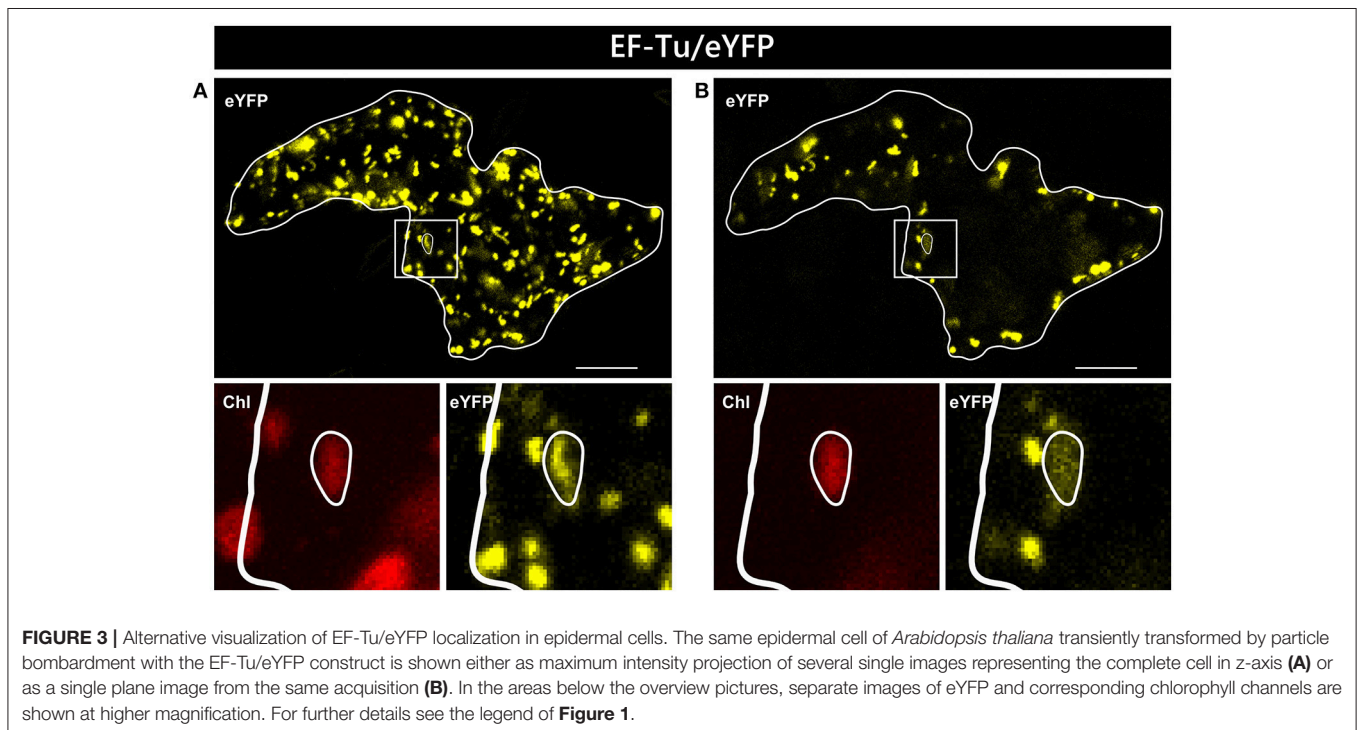 EF-Tu/eYFP
A
eYFP
B
eYFP
Chl
eYFP
Chl
eYFP
FIGURE 3 | Alternative visualization of EF-Tu/eYFP localization in epidermal cells. The same epidermal cell of Arabidopsis thaliana transiently transformed by particle
bombardment with the EF-Tu/eYFP construct is shown either as maximum intensity projection of several single images representing the complete cell in z-axis (A) or
as a single plane image from the same acquisition (B). In the areas below the overview pictures, separate images of eYFP and corresponding chlorophyll channels are
shown at higher magnification. For further details see the legend of Figure 1.